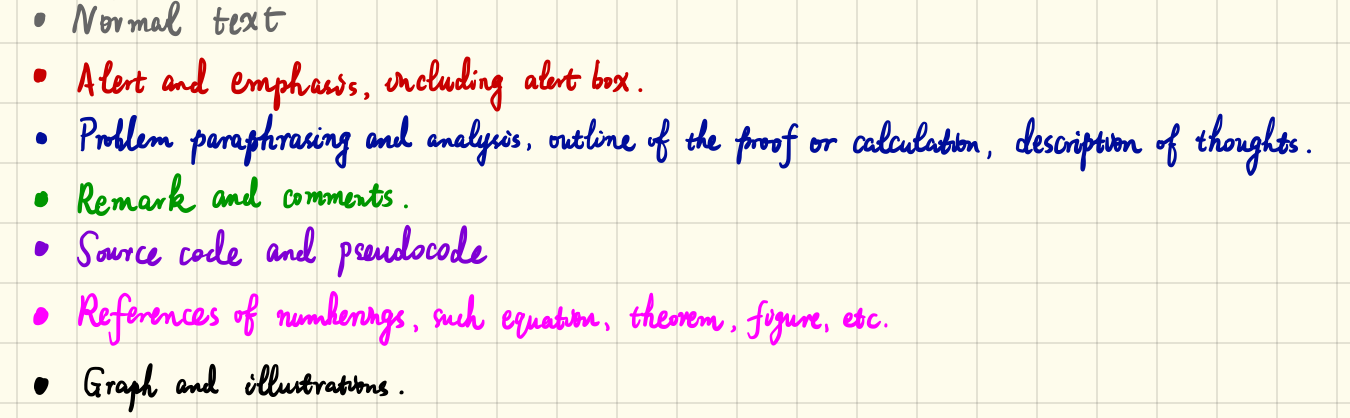 • Normal text
• Alert and emphasis, including alert box.
• Problem paraphrasing and analysis, outline of the proof or calculation, description of thoughts.
• Remark and comments.
• Source code and pseudocode
• References of numberings, such equation, theorem, figure, etc.
• Graph and illustrations.